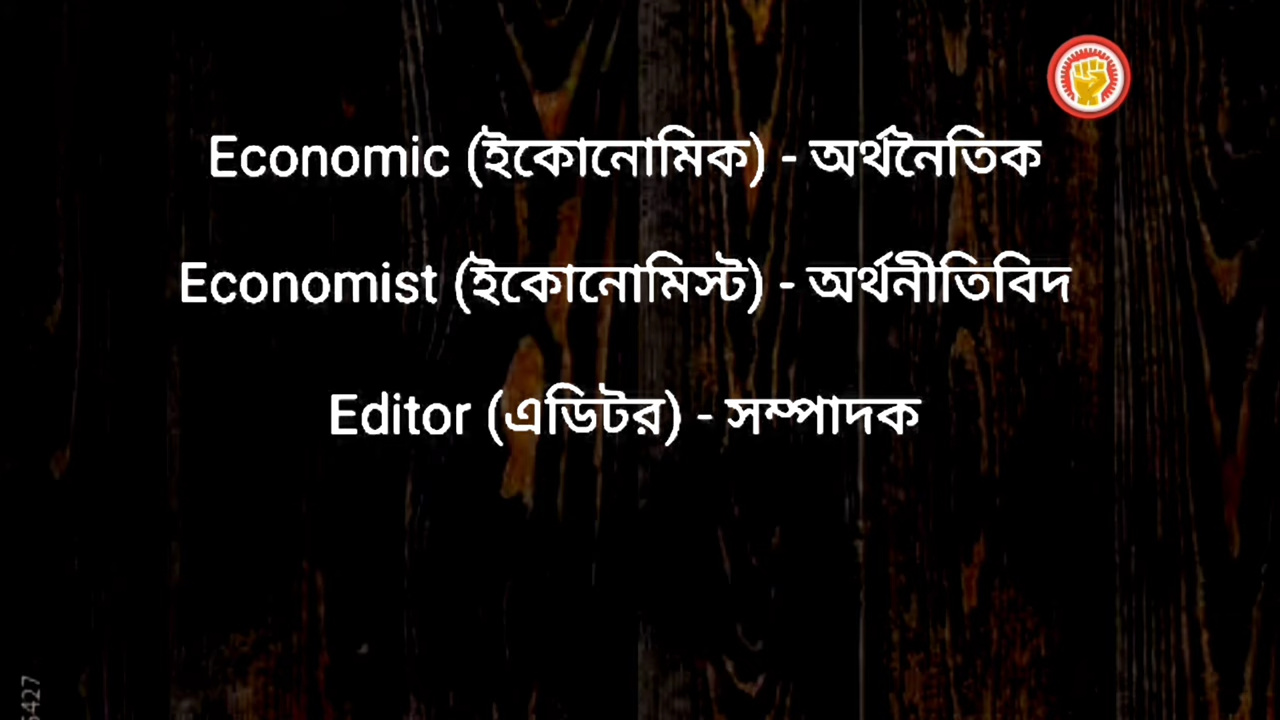 Economic (ইকোনোমিক) - অর্থনৈতিক
Economist (ইকোনোমিস্ট) - অর্থনীতিবিদ
Editor (এডিটর) - সম্পাদক